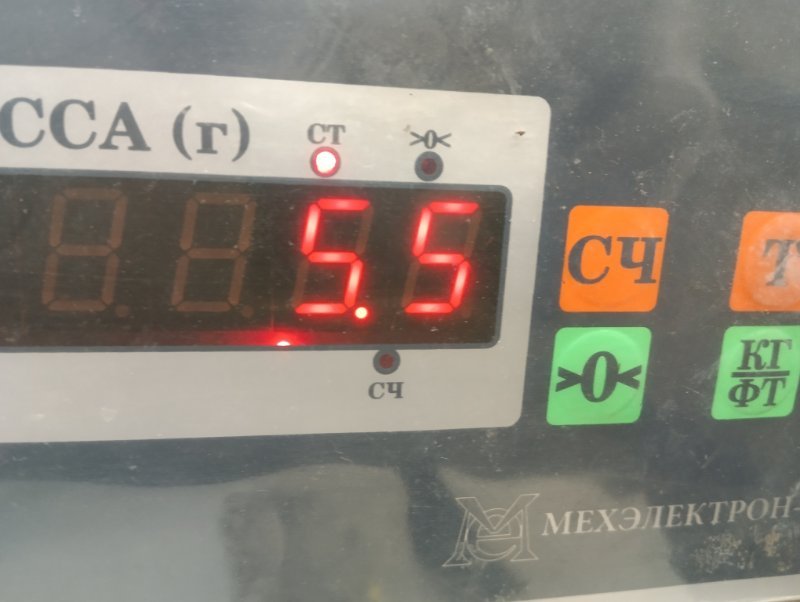 ССА (г)
СТ >0<
5.5
СЧ
СЧ
Т
>0<
КГ
ФТ
МЕХЭЛЕКТРОН-